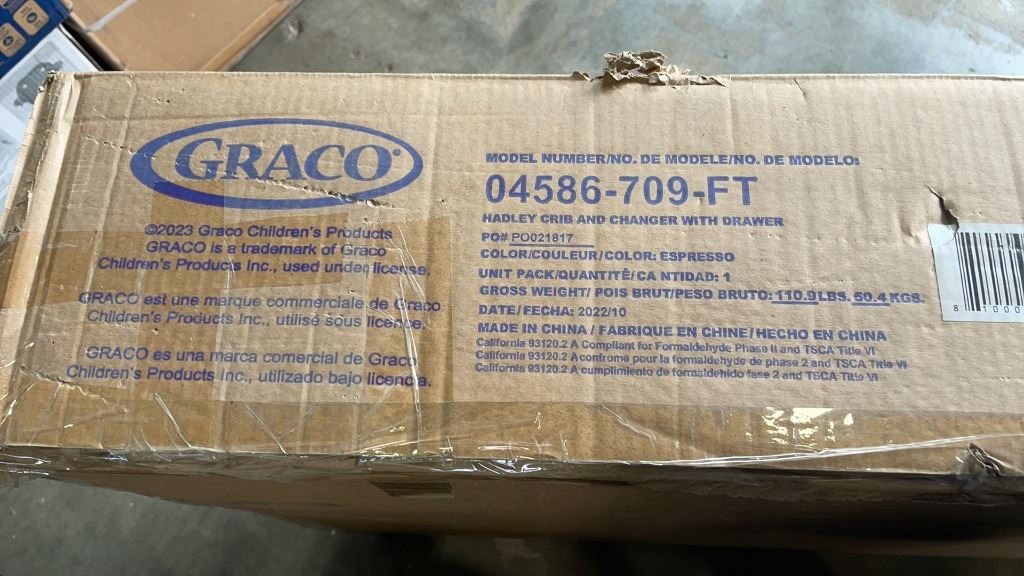 GRACO®
©2023 Graco Children's Products
GRACO is a trademark of Graco
Children's Products Inc., used under license.
GRACO est une marque commerciale de Graco
Children's Products Inc., utilisé sous licence.
GRACO es una marca comercial de Graco
Children's Products Inc., utilizado bajo licencia.
MODEL NUMBER/NO. DE MODELE/NO. DE MODELO:
04586-709-FT
HADLEY CRIB AND CHANGER WITH DRAWER
PO# PO021817
COLOR/COULEUR/COLOR: ESPRESSO
UNIT PACK/QUANTITÊ/CA NTIDAD: 1
GROSS WEIGHT/ POIS BRUT/PESO BRUTO: 110.9LBS. 50.4 KGS.
DATE/FECHA: 2022/10
MADE IN CHINA / FABRIQUE EN CHINE/HECHO EN CHINA
California 93120.2 A Compliant for Formaldehyde Phase II and TSCA Title VI
California 93120.2 A confrome pour la formaldehyde de phase 2 and TSCA Title VI
California 93120.2 A cumplimiento de formaldehido fase 2 and TSCA Title VI
8 1000